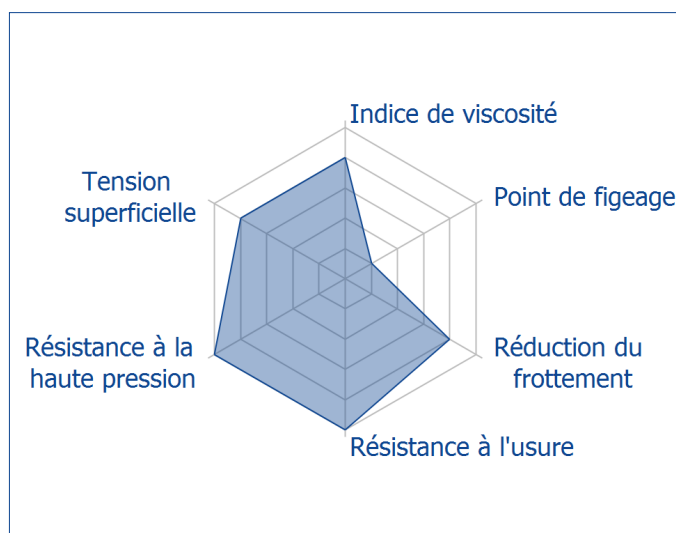 Indice de viscosité
Tension
superficielle
Point de figeage
Résistance à la
haute pression
Réduction du
frottement
Résistance à l'usure